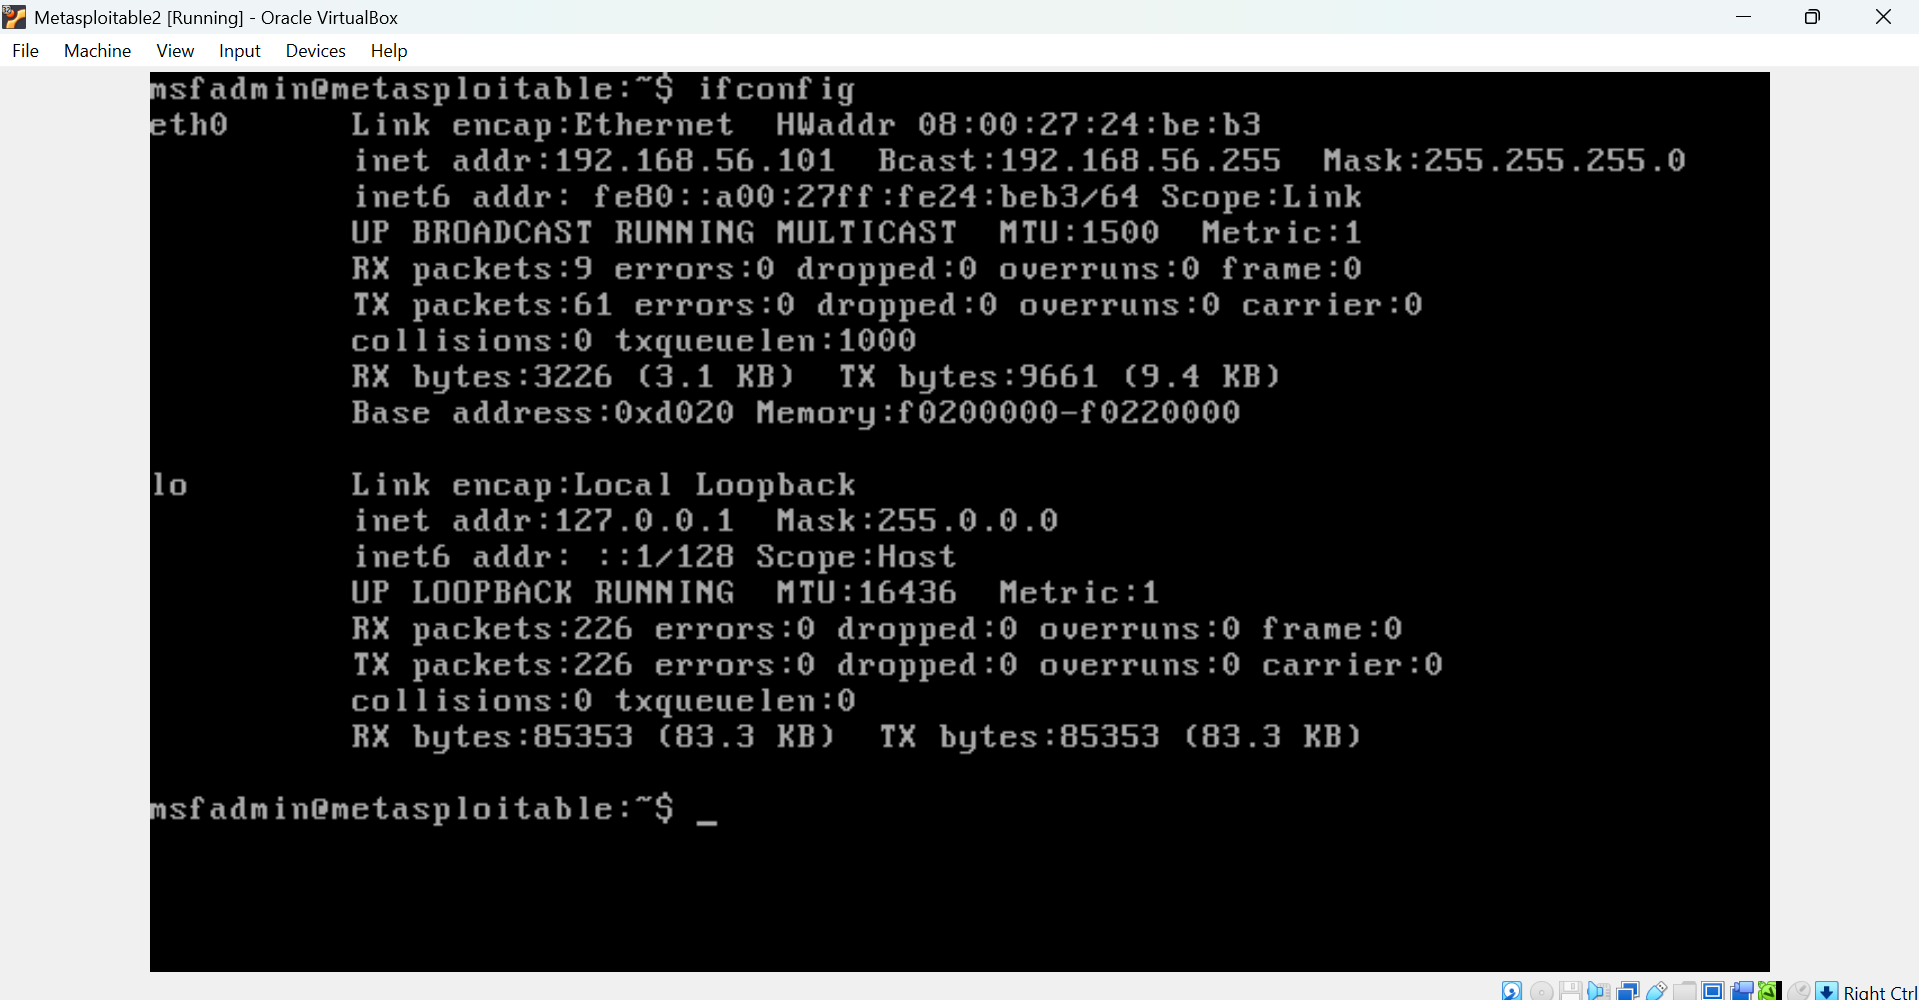 Metasploitable2 [Running] - Oracle VirtualBox
File Machine View Input Devices Help
msfadmin@metasploitable:~$ ifconfig
eth0 Link encap:Ethernet HWaddr 08:00:27:24:be:b3
inet addr:192.168.56.101 Bcast:192.168.56.255 Mask:255.255.255.0
inet6 addr: fe80::a00:27ff:fe24:beb3/64 Scope:Link
UP BROADCAST RUNNING MULTICAST MTU:1500 Metric:1
RX packets:9 errors:0 dropped:0 overruns:0 frame:0
TX packets:61 errors:0 dropped:0 overruns:0 carrier:0
collisions:0 txqueuelen:1000
RX bytes:3226 (3.1 KB) TX bytes:9661 (9.4 KB)
Base address:0xd020 Memory:f0200000-f0220000
lo Link encap:Local Loopback
inet addr:127.0.0.1 Mask:255.0.0.0
inet6 addr: ::1/128 Scope:Host
UP LOOPBACK RUNNING MTU:16436 Metric:1
RX packets:226 errors:0 dropped:0 overruns:0 frame:0
TX packets:226 errors:0 dropped:0 overruns:0 carrier:0
collisions:0 txqueuelen:0
RX bytes:85353 (83.3 KB) TX bytes:85353 (83.3 KB)
msfadmin@metasploitable:~$ _
Right Ctrl